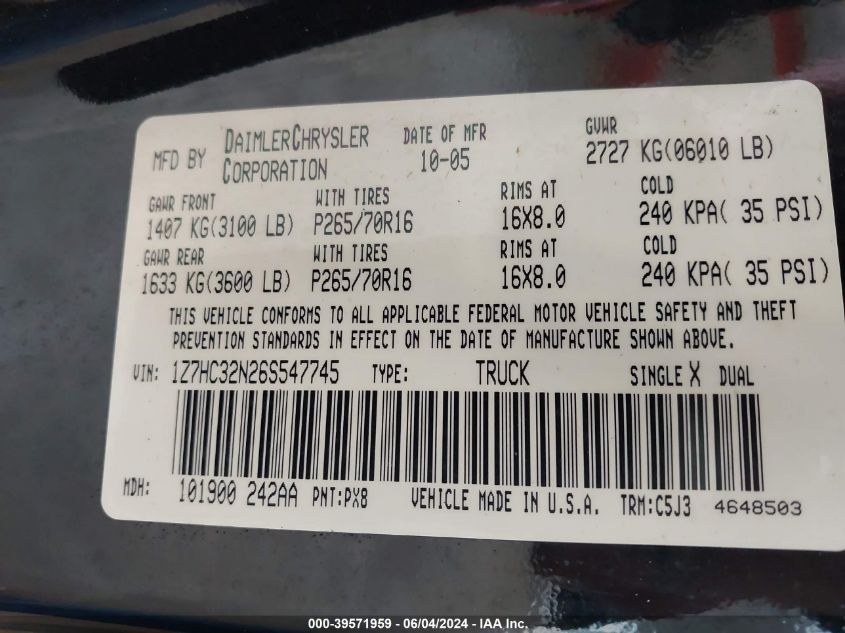 MFD BY DAIMLERCHRYSLER CORPORATION DATE OF MFR 10-05 GVWR 2727 KG(06010 LB)
GAWR FRONT WITH TIRES RIMS AT COLD
1407 KG(3100 LB) P265/70R16 16X8.0 240 KPA( 35 PSI)
GAWR REAR WITH TIRES RIMS AT COLD
1633 KG(3600 LB) P265/70R16 16X8.0 240 KPA( 35 PSI)
THIS VEHICLE CONFORMS TO ALL APPLICABLE FEDERAL MOTOR VEHICLE SAFETY AND THEFT
PREVENTION STANDARDS IN EFFECT ON THE DATE OF MANUFACTURE SHOWN ABOVE.
VIN: 1Z7HC32N26S547745 TYPE: TRUCK SINGLE X DUAL
MDH: 101900 242AA PNT:PX8 VEHICLE MADE IN U.S.A. TRM:C5J3 4648503
000-39571959 - 06/04/2024 - IAA Inc.